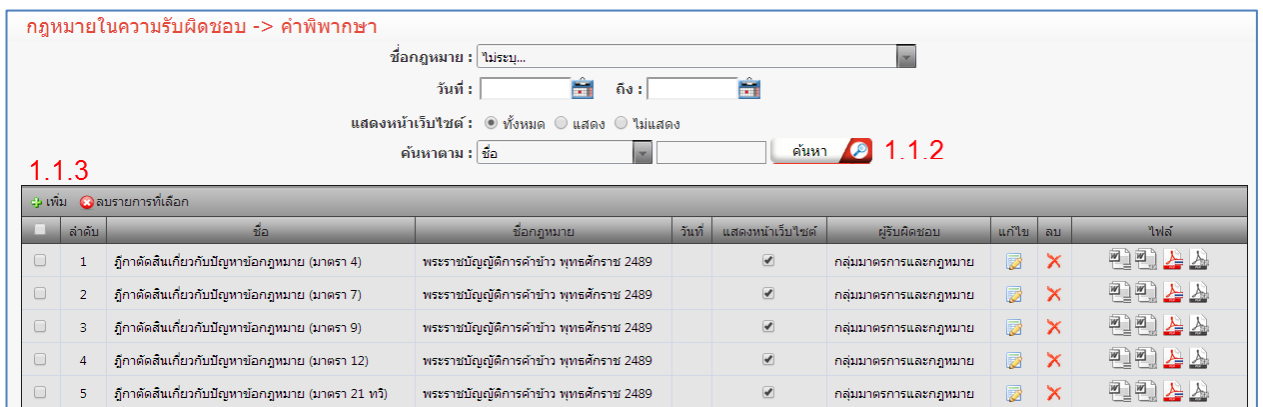 กฎหมายในความรับผิดชอบ -> คำพิพากษา
ชื่อกฎหมาย : ไม่ระบุ...
วันที่ : ถึง :
แสดงหน้าเว็บไซต์ : ทั้งหมด แสดง ไม่แสดง
ค้นหาตาม : ชื่อ ค้นหา 1.1.2
1.1.3
เพิ่ม ลบรายการที่เลือก
ลำดับ ชื่อ ชื่อกฎหมาย วันที่ แสดงหน้าเว็บไซต์ ผู้รับผิดชอบ แก้ไข ลบ ไฟล์
1 ฎีกาตัดสินเกี่ยวกับปัญหาข้อกฎหมาย (มาตรา 4) พระราชบัญญัติการค้าข้าว พุทธศักราช 2489 กลุ่มมาตรการและกฎหมาย
2 ฎีกาตัดสินเกี่ยวกับปัญหาข้อกฎหมาย (มาตรา 7) พระราชบัญญัติการค้าข้าว พุทธศักราช 2489 กลุ่มมาตรการและกฎหมาย
3 ฎีกาตัดสินเกี่ยวกับปัญหาข้อกฎหมาย (มาตรา 9) พระราชบัญญัติการค้าข้าว พุทธศักราช 2489 กลุ่มมาตรการและกฎหมาย
4 ฎีกาตัดสินเกี่ยวกับปัญหาข้อกฎหมาย (มาตรา 12) พระราชบัญญัติการค้าข้าว พุทธศักราช 2489 กลุ่มมาตรการและกฎหมาย
5 ฎีกาตัดสินเกี่ยวกับปัญหาข้อกฎหมาย (มาตรา 21 ทวิ) พระราชบัญญัติการค้าข้าว พุทธศักราช 2489 กลุ่มมาตรการและกฎหมาย